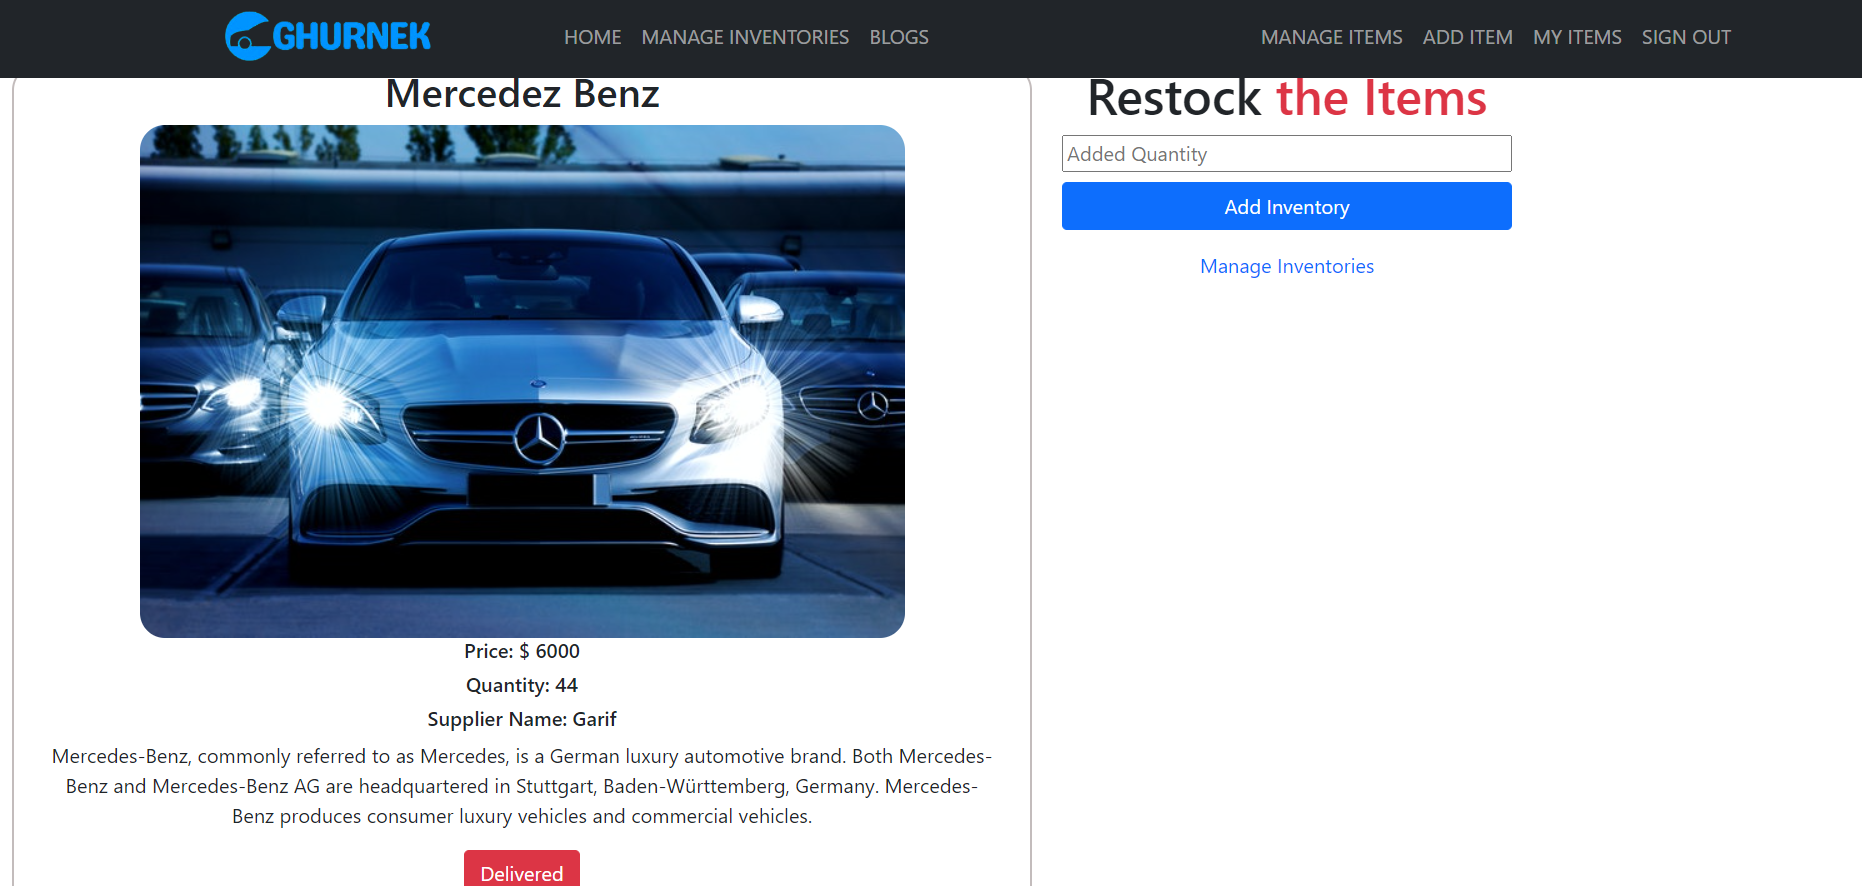 GHURNEK
HOME MANAGE INVENTORIES BLOGS
MANAGE ITEMS ADD ITEM MY ITEMS SIGN OUT
Mercedez Benz
Price: $ 6000
Quantity: 44
Supplier Name: Garif
Mercedes-Benz, commonly referred to as Mercedes, is a German luxury automotive brand. Both Mercedes-
Benz and Mercedes-Benz AG are headquartered in Stuttgart, Baden-Württemberg, Germany. Mercedes-
Benz produces consumer luxury vehicles and commercial vehicles.
Delivered
Restock the Items
Added Quantity
Add Inventory
Manage Inventories